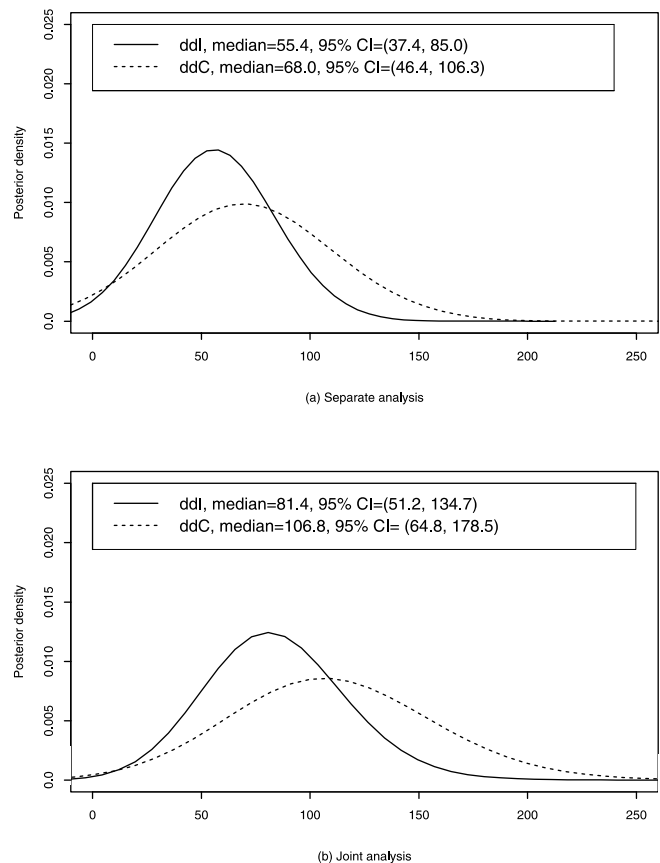 0.025
0.020
0.015
0.010
0.005
0.0
Posterior density
ddI, median=55.4, 95% CI=(37.4, 85.0)
ddC, median=68.0, 95% CI=(46.4, 106.3)
0 50 100 150 200 250
(a) Separate analysis
0.025
0.020
0.015
0.010
0.005
0.0
Posterior density
ddI, median=81.4, 95% CI=(51.2, 134.7)
ddC, median=106.8, 95% CI= (64.8, 178.5)
0 50 100 150 200 250
(b) Joint analysis